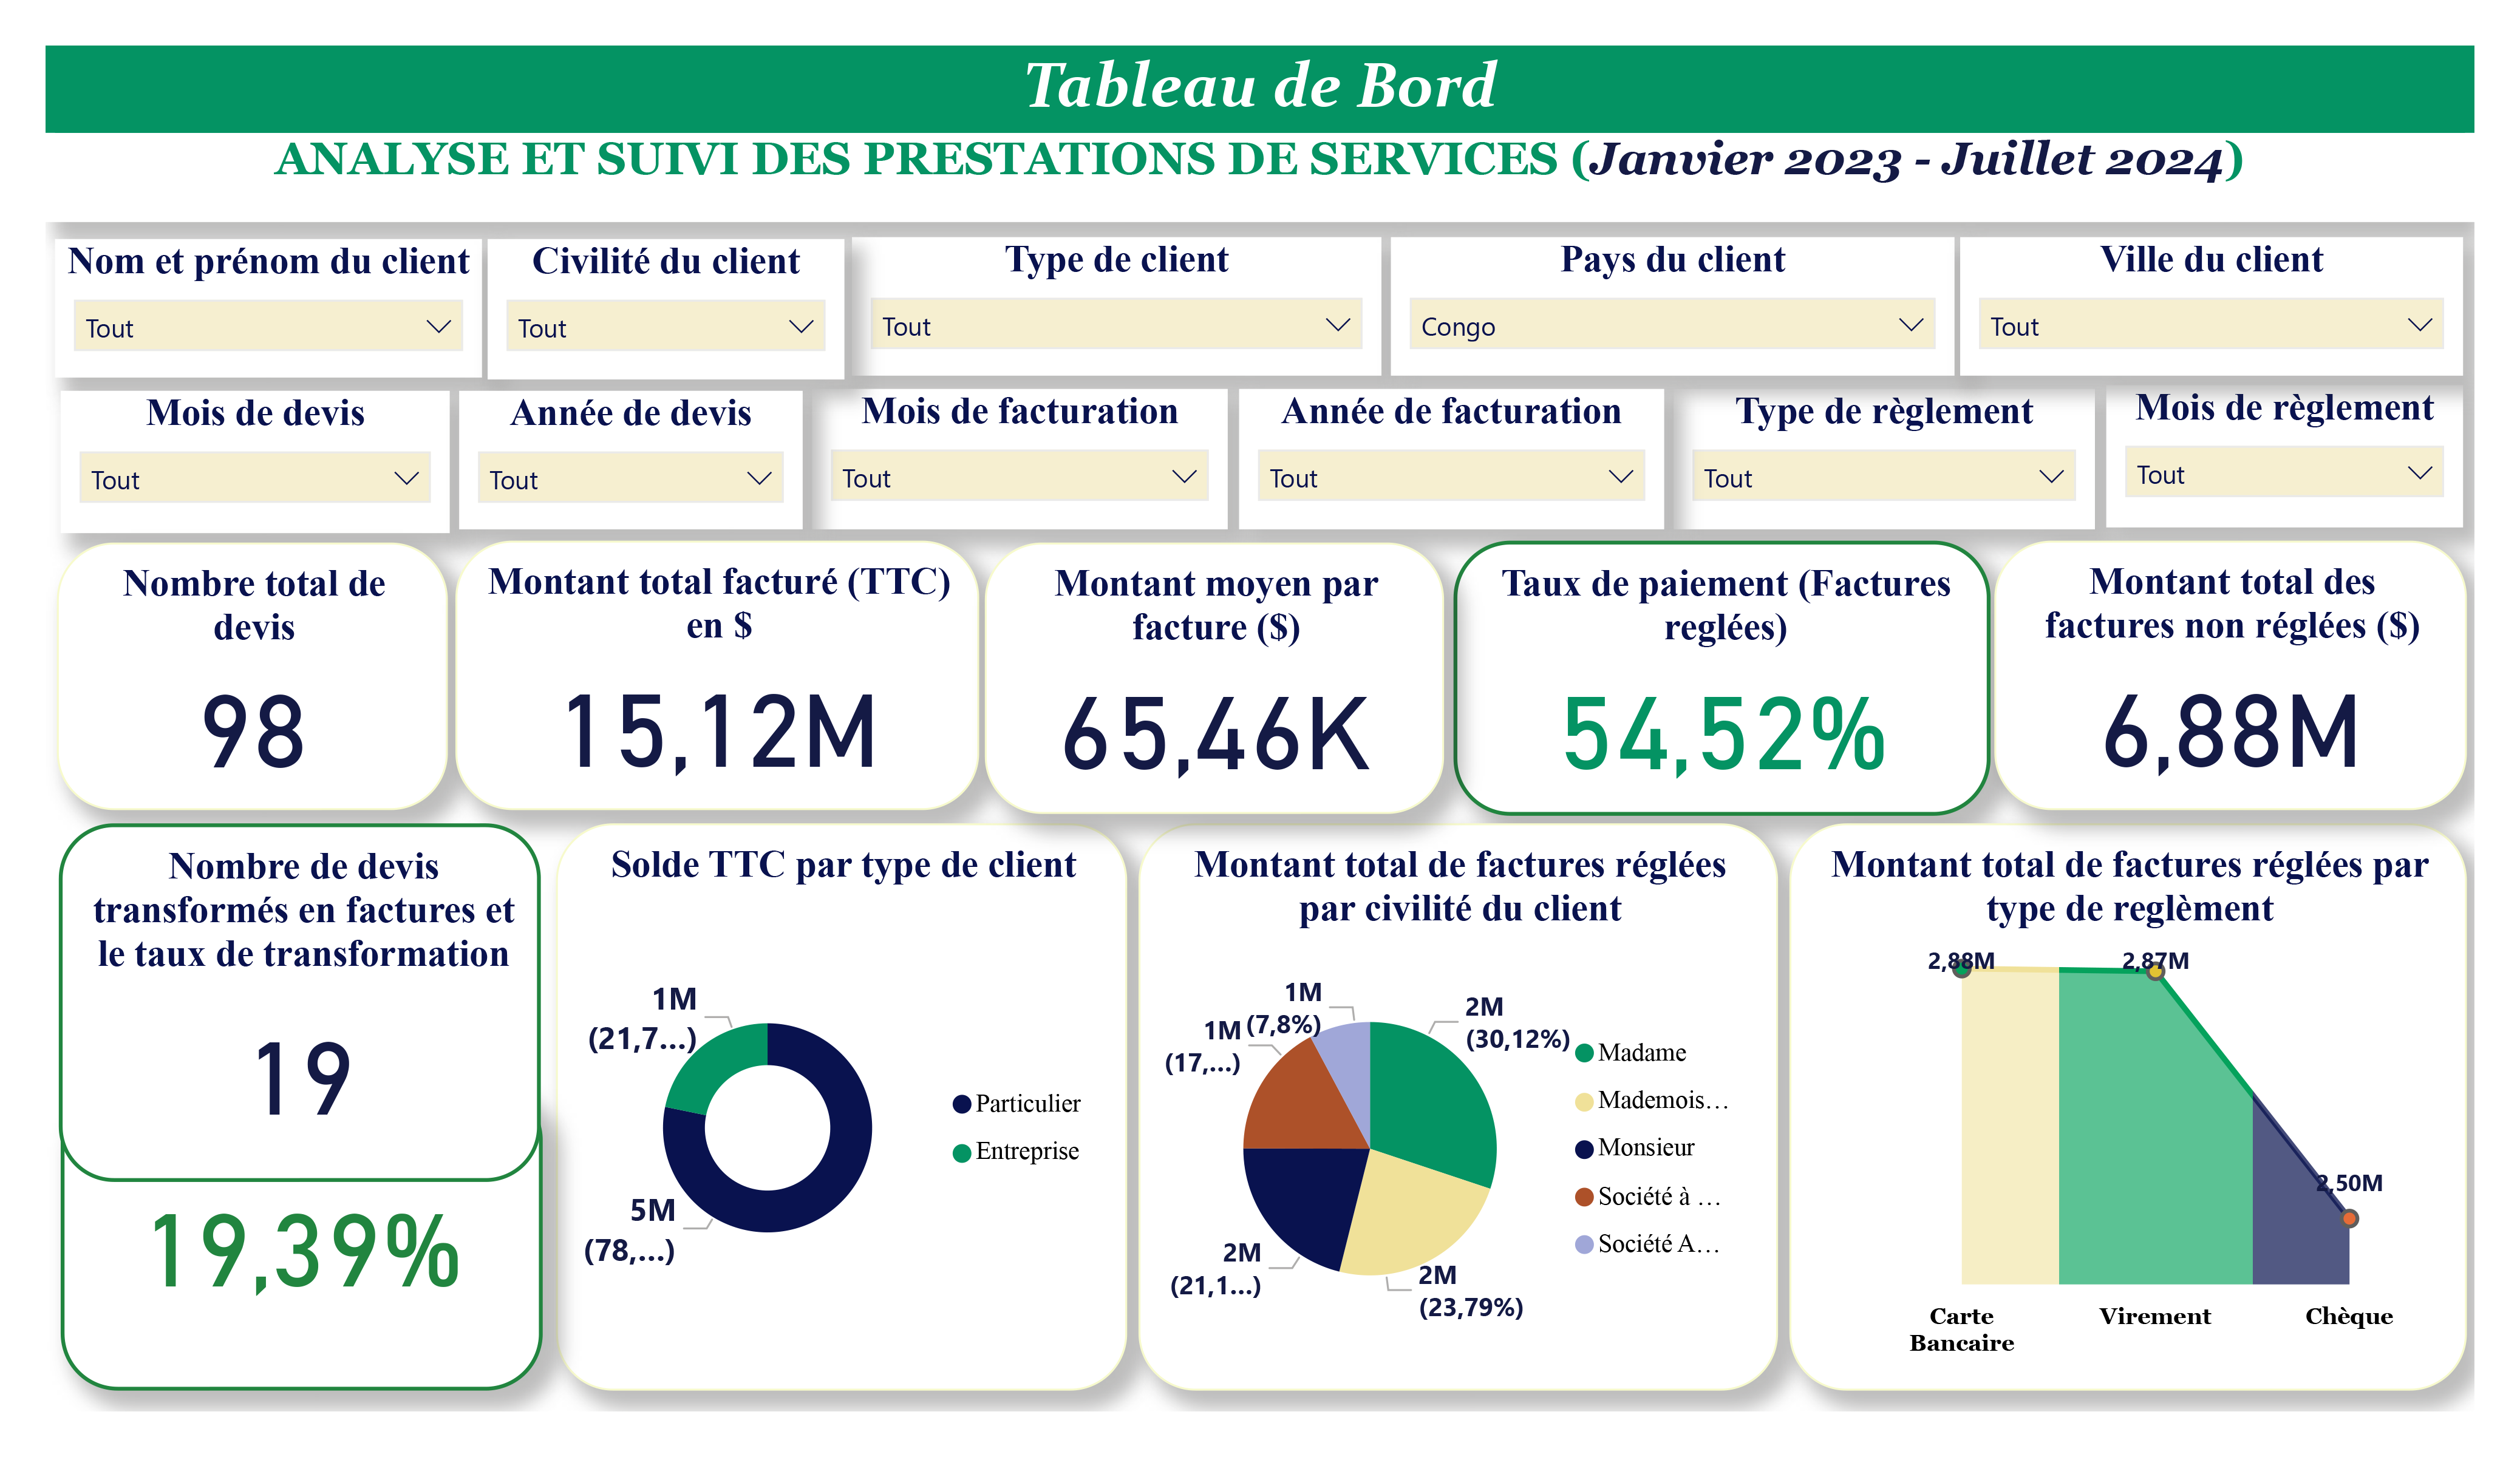 Tableau de Bord
ANALYSE ET SUIVI DES PRESTATIONS DE SERVICES (Janvier 2023 - Juillet 2024)
Nom et prénom du client
Tout
Civilité du client
Tout
Type de client
Tout
Pays du client
Congo
Ville du client
Tout
Mois de devis
Tout
Année de devis
Tout
Mois de facturation
Tout
Année de facturation
Tout
Type de règlement
Tout
Mois de règlement
Tout
Nombre total de
devis
98
Montant total facturé (TTC)
en $
15,12M
Montant moyen par
facture ($)
65,46K
Taux de paiement (Factures
reglées)
54,52%
Montant total des
factures non réglées ($)
6,88M
Nombre de devis
transformés en factures et
le taux de transformation
19
19,39%
Solde TTC par type de client
1M
(21,7...)
5M
(78,...)
Particulier
Entreprise
Montant total de factures réglées
par civilité du client
1M
(7,8%)
1M
(17,...)
2M
(30,12%)
2M
(21,1...)
2M
(23,79%)
Madame
Mademois...
Monsieur
Société à ...
Société A...
Montant total de factures réglées par
type de reglèment
2,88M
2,87M
2,50M
Carte
Bancaire
Virement
Chèque